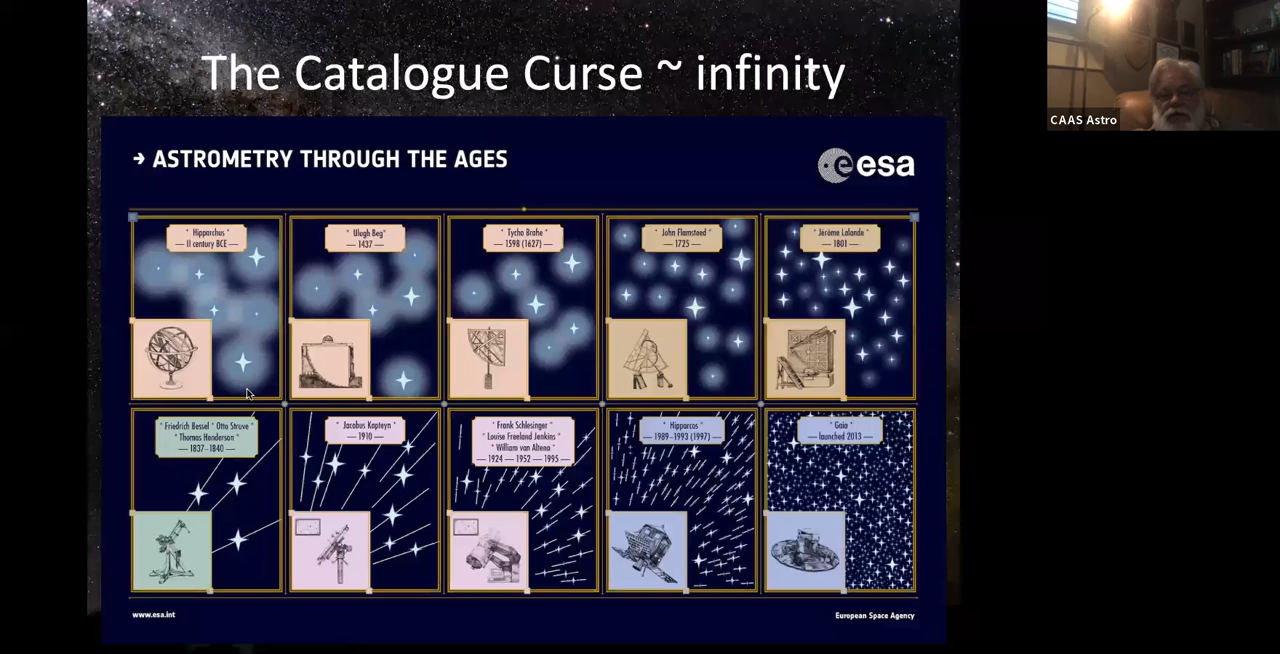 The Catalogue Curse ~ infinity
CAAS Astro
→ ASTROMETRY THROUGH THE AGES
esa
* Hipparchus *
— II century BCE —
* Ulugh Beg *
— 1437 —
* Tycho Brahe *
— 1598 (1627) —
* John Flamsteed *
— 1725 —
* Jérôme Lalande *
— 1801 —
* Friedrich Bessel * Otto Struve *
* Thomas Henderson *
— 1837–1840 —
* Jacobus Kapteyn *
— 1910 —
* Frank Schlesinger *
* Louise Freeland Jenkins *
* William van Altena *
— 1924 — 1952 — 1995 —
* Hipparcos *
— 1989–1993 (1997) —
* Gaia *
— launched 2013 —
www.esa.int
European Space Agency